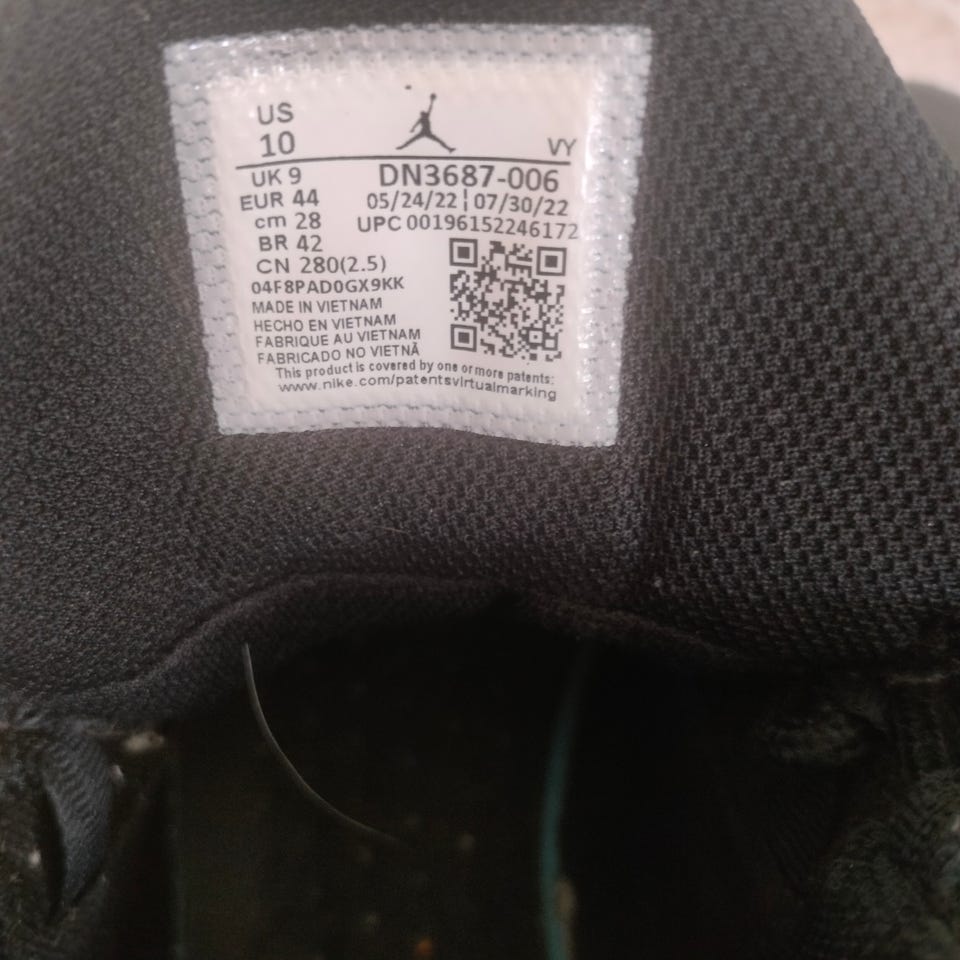 US
10
VY
UK 9
DN3687-006
EUR 44
05/24/22 07/30/22
cm 28
UPC 00196152246172
BR 42
CN 280(2.5)
04F8PAD0GX9KK
MADE IN VIETNAM
HECHO EN VIETNAM
FABRIQUE AU VIETNAM
FABRICADO NO VIETNÃ
This product is covered by one or more patents:
www.nike.com/patentsvirtualmarking